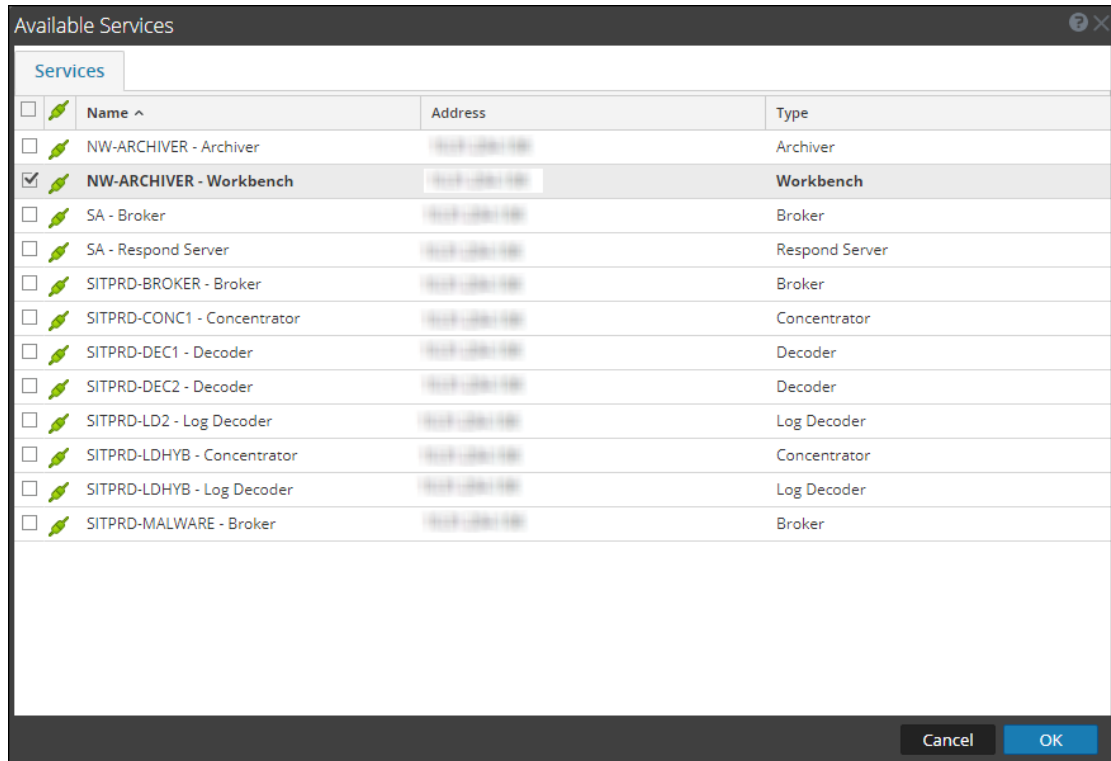 Available Services
Services
Name Address Type
NW-ARCHIVER - Archiver Archiver
NW-ARCHIVER - Workbench Workbench
SA - Broker Broker
SA - Respond Server Respond Server
SITPRD-BROKER - Broker Broker
SITPRD-CONC1 - Concentrator Concentrator
SITPRD-DEC1 - Decoder Decoder
SITPRD-DEC2 - Decoder Decoder
SITPRD-LD2 - Log Decoder Log Decoder
SITPRD-LDHYB - Concentrator Concentrator
SITPRD-LDHYB - Log Decoder Log Decoder
SITPRD-MALWARE - Broker Broker
Cancel OK